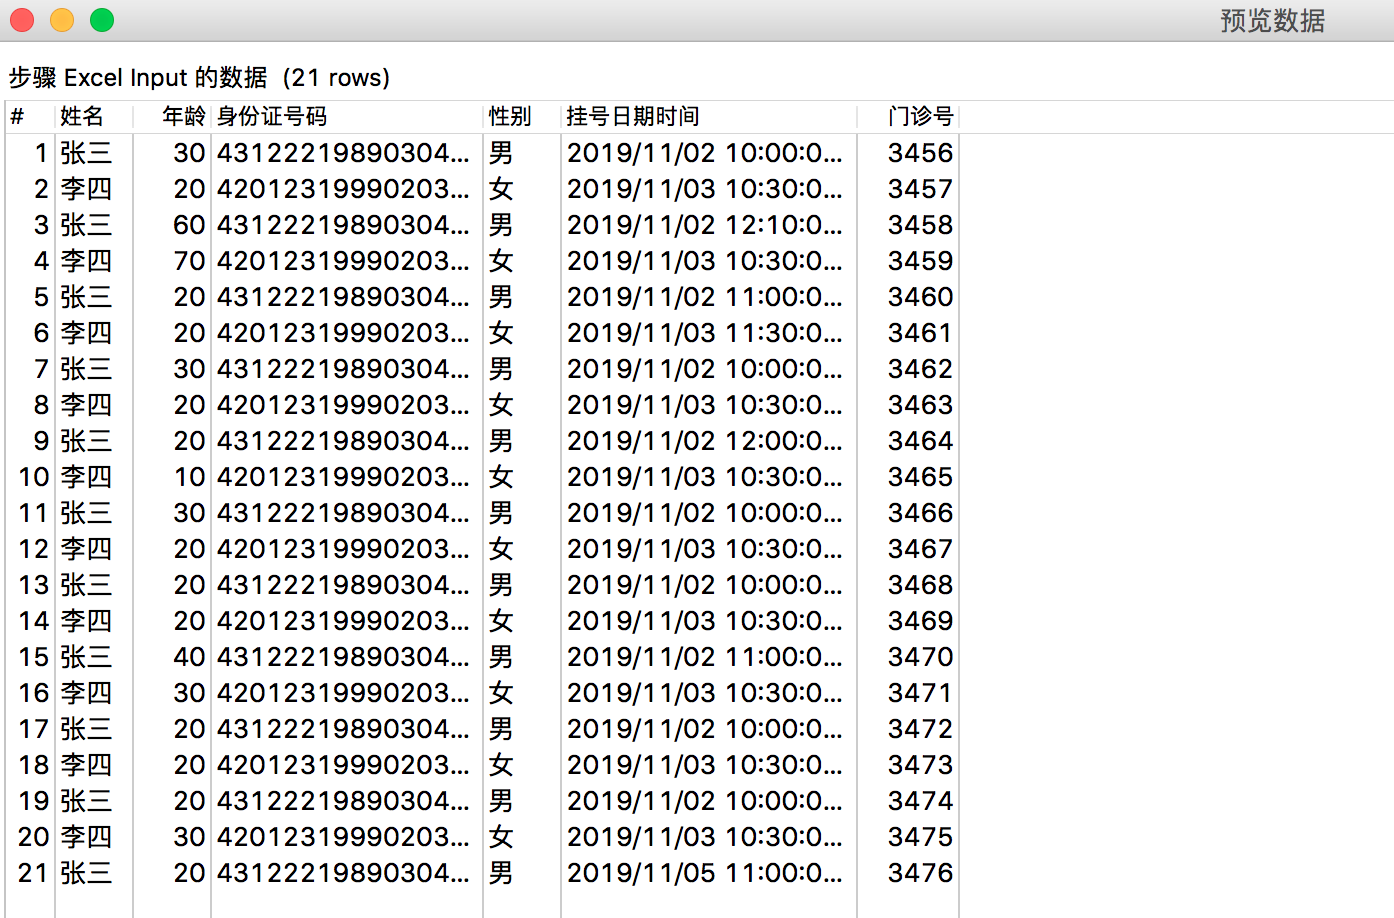 预览数据
步骤 Excel Input 的数据  (21 rows)
# 姓名 年龄 身份证号码 性别 挂号日期时间 门诊号
1 张三 30 43122219890304... 男 2019/11/02 10:00:0... 3456
2 李四 20 42012319990203... 女 2019/11/03 10:30:0... 3457
3 张三 60 43122219890304... 男 2019/11/02 12:10:0... 3458
4 李四 70 42012319990203... 女 2019/11/03 10:30:0... 3459
5 张三 20 43122219890304... 男 2019/11/02 11:00:0... 3460
6 李四 20 42012319990203... 女 2019/11/03 11:30:0... 3461
7 张三 30 43122219890304... 男 2019/11/02 10:00:0... 3462
8 李四 20 42012319990203... 女 2019/11/03 10:30:0... 3463
9 张三 20 43122219890304... 男 2019/11/02 12:00:0... 3464
10 李四 10 42012319990203... 女 2019/11/03 10:30:0... 3465
11 张三 30 43122219890304... 男 2019/11/02 10:00:0... 3466
12 李四 20 42012319990203... 女 2019/11/03 10:30:0... 3467
13 张三 20 43122219890304... 男 2019/11/02 10:00:0... 3468
14 李四 20 42012319990203... 女 2019/11/03 10:30:0... 3469
15 张三 40 43122219890304... 男 2019/11/02 11:00:0... 3470
16 李四 30 42012319990203... 女 2019/11/03 10:30:0... 3471
17 张三 20 43122219890304... 男 2019/11/02 10:00:0... 3472
18 李四 20 42012319990203... 女 2019/11/03 10:30:0... 3473
19 张三 20 43122219890304... 男 2019/11/02 10:00:0... 3474
20 李四 30 42012319990203... 女 2019/11/03 10:30:0... 3475
21 张三 20 43122219890304... 男 2019/11/05 11:00:0... 3476